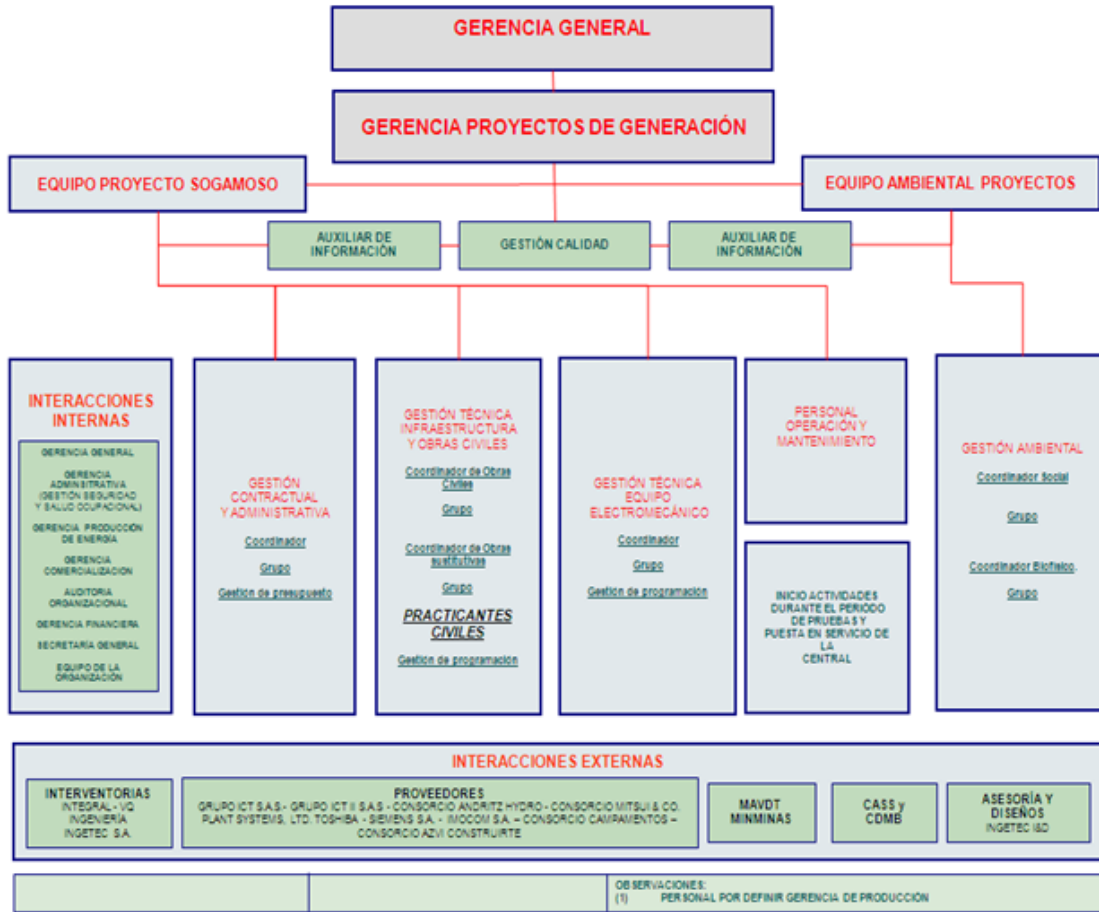 GERENCIA GENERAL
GERENCIA PROYECTOS DE GENERACIÓN
EQUIPO PROYECTO SOGAMOSO
EQUIPO AMBIENTAL PROYECTOS
AUXILIAR DE
INFORMACIÓN
GESTIÓN CALIDAD
AUXILIAR DE
INFORMACIÓN
INTERACCIONES
INTERNAS
GERENCIA GENERAL
GERENCIA
ADMINSITRATIVA
(GESTIÓN SEGURIDAD
Y SALUD OCUPACIONAL)
GERENCIA PRODUCCIÓN
DE ENERGÍA
GERENCIA
COMERCIALIZACION
AUDITORIA
ORGANIZACIONAL
GERENCIA FINANCIERA
SECRETARÍA GENERAL
EQUIPO DE LA
ORGANIZACIÓN
GESTIÓN
CONTRACTUAL
Y ADMINISTRATIVA
Coordinador
Grupo
Gestión de presupuesto
GESTIÓN TÉCNICA
INFRAESTRUCTURA
Y OBRAS CIVILES
Coordinador de Obras
Civiles
Grupo
Coordinador de Obras
sustitutivas
Grupo
PRACTICANTES
CIVILES
Gestión de programación
GESTIÓN TÉCNICA
EQUIPO
ELECTROMECÁNICO
Coordinador
Grupo
Gestión de programación
PERSONAL
OPERACIÓN Y
MANTENIMIENTO
INICIO ACTIVIDADES
DURANTE EL PERIODO
DE PRUEBAS Y
PUESTA EN SERVICIO DE
LA
CENTRAL
GESTIÓN AMBIENTAL
Coordinador Social
Grupo
Coordinador Biofísico.
Grupo
INTERACCIONES EXTERNAS
INTERVENTORIAS
INTEGRAL - VQ
INGENIERÍA
INGETEC S.A.
PROVEEDORES
GRUPO ICT S.A.S.- GRUPO ICT II S.A.S - CONSORCIO ANDRITZ HYDRO - CONSORCIO MITSUI & CO.
PLANT SYSTEMS, LTD. TOSHIBA - SIEMENS S.A. - IMOCOM S.A. – CONSORCIO CAMPAMENTOS –
CONSORCIO AZVI CONSTRUIRTE
MAVDT
MINMINAS
CASS y
CDMB
ASESORÍA Y
DISEÑOS
INGETEC I&D
OBSERVACIONES:
(1) PERSONAL POR DEFINIR GERENCIA DE PRODUCCIÓN